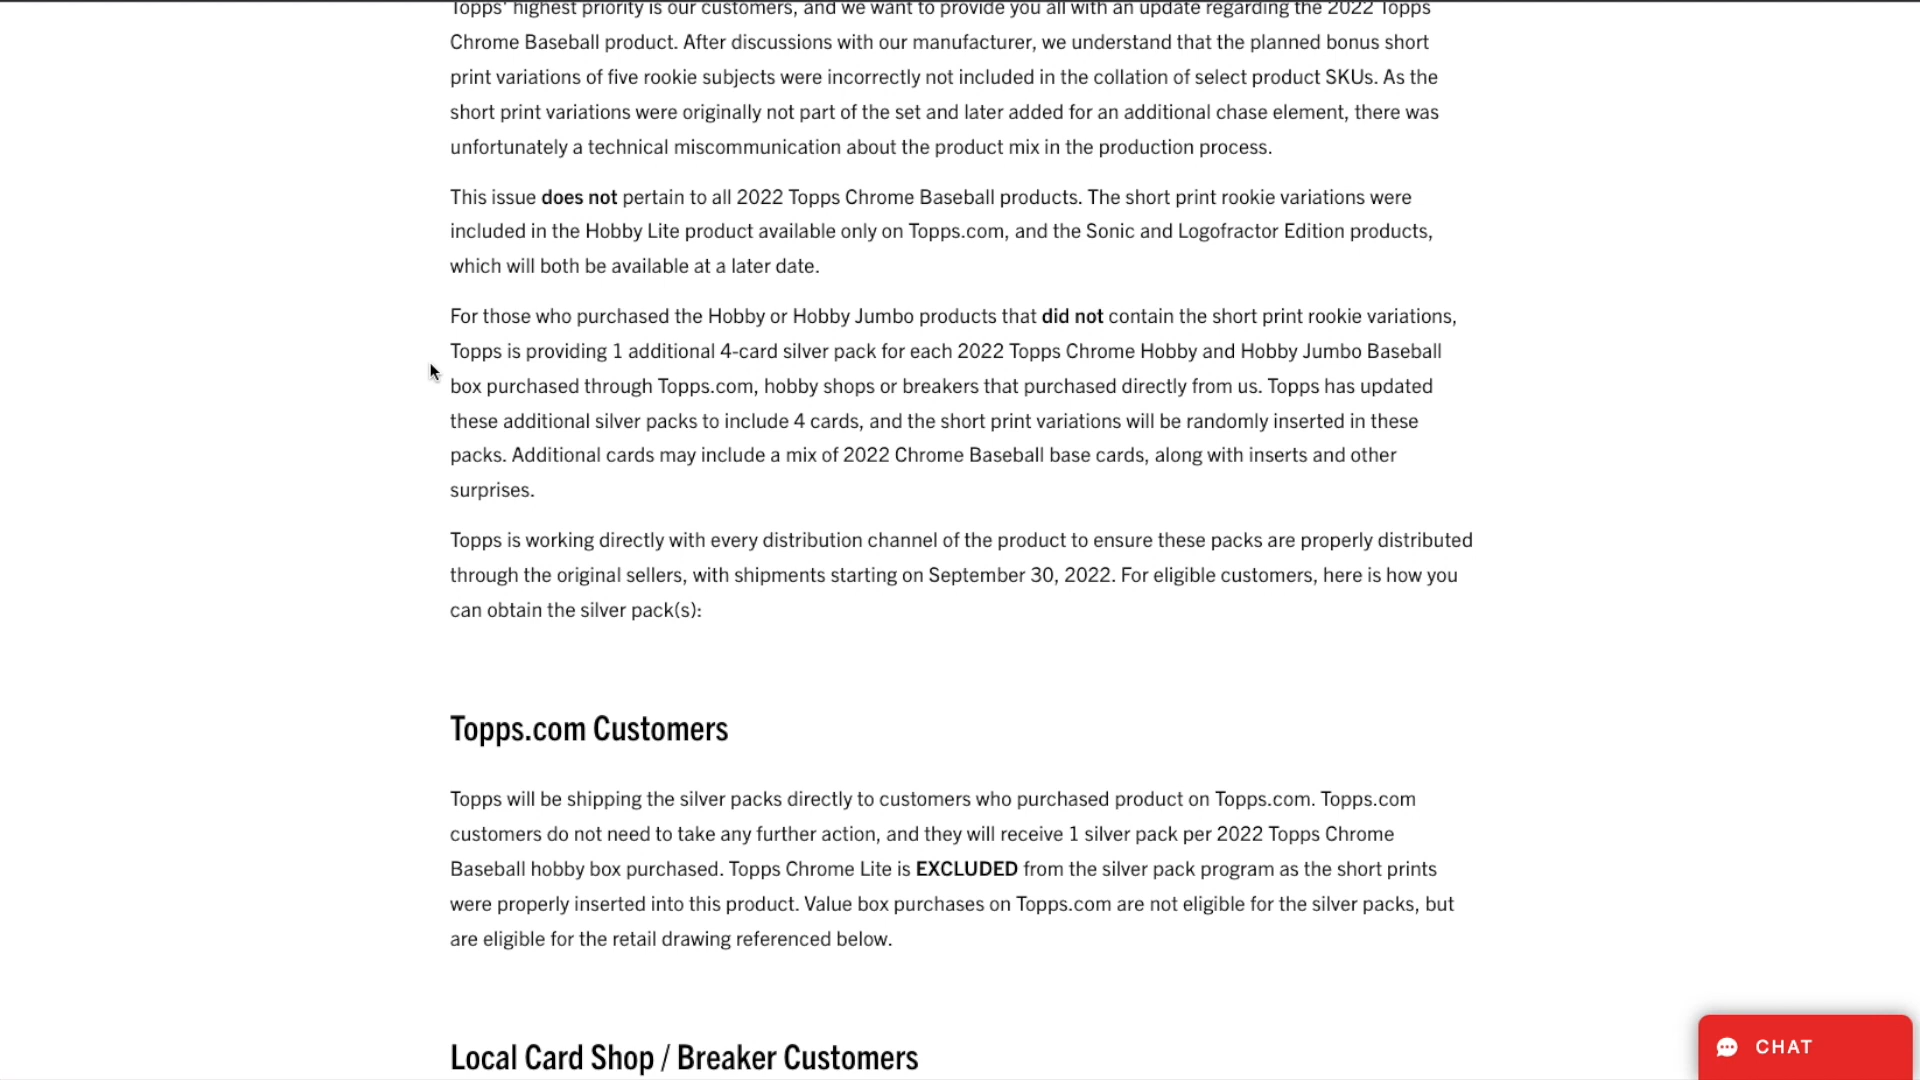 Topps' highest priority is our customers, and we want to provide you all with an update regarding the 2022 Topps
Chrome Baseball product. After discussions with our manufacturer, we understand that the planned bonus short
print variations of five rookie subjects were incorrectly not included in the collation of select product SKUs. As the
short print variations were originally not part of the set and later added for an additional chase element, there was
unfortunately a technical miscommunication about the product mix in the production process.
This issue does not pertain to all 2022 Topps Chrome Baseball products. The short print rookie variations were
included in the Hobby Lite product available only on Topps.com, and the Sonic and Logofractor Edition products,
which will both be available at a later date.
For those who purchased the Hobby or Hobby Jumbo products that did not contain the short print rookie variations,
Topps is providing 1 additional 4-card silver pack for each 2022 Topps Chrome Hobby and Hobby Jumbo Baseball
box purchased through Topps.com, hobby shops or breakers that purchased directly from us. Topps has updated
these additional silver packs to include 4 cards, and the short print variations will be randomly inserted in these
packs. Additional cards may include a mix of 2022 Chrome Baseball base cards, along with inserts and other
surprises.
Topps is working directly with every distribution channel of the product to ensure these packs are properly distributed
through the original sellers, with shipments starting on September 30, 2022. For eligible customers, here is how you
can obtain the silver pack(s):
Topps.com Customers
Topps will be shipping the silver packs directly to customers who purchased product on Topps.com. Topps.com
customers do not need to take any further action, and they will receive 1 silver pack per 2022 Topps Chrome
Baseball hobby box purchased. Topps Chrome Lite is EXCLUDED from the silver pack program as the short prints
were properly inserted into this product. Value box purchases on Topps.com are not eligible for the silver packs, but
are eligible for the retail drawing referenced below.
Local Card Shop / Breaker Customers
CHAT